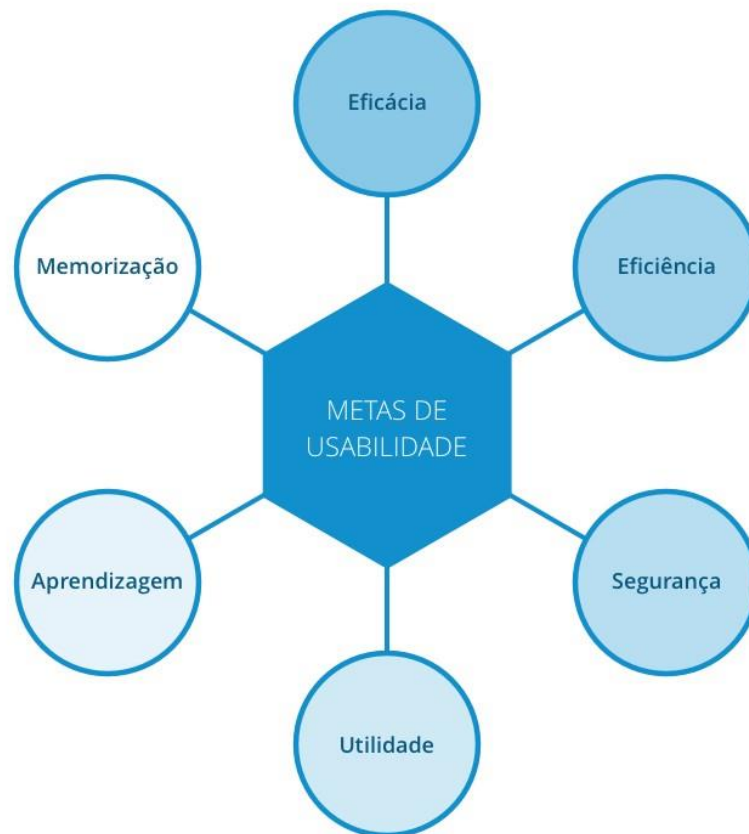 Eficácia
Memorização
Eficiência
METAS DE
USABILIDADE
Aprendizagem
Segurança
Utilidade